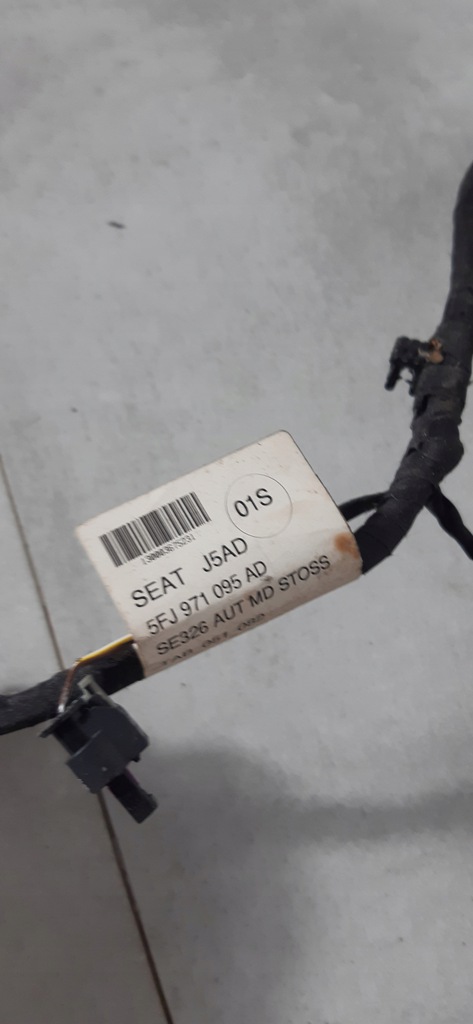 01S
SEAT J5AD
5FJ 971 095 AD
SE326 AUT MD STOSS